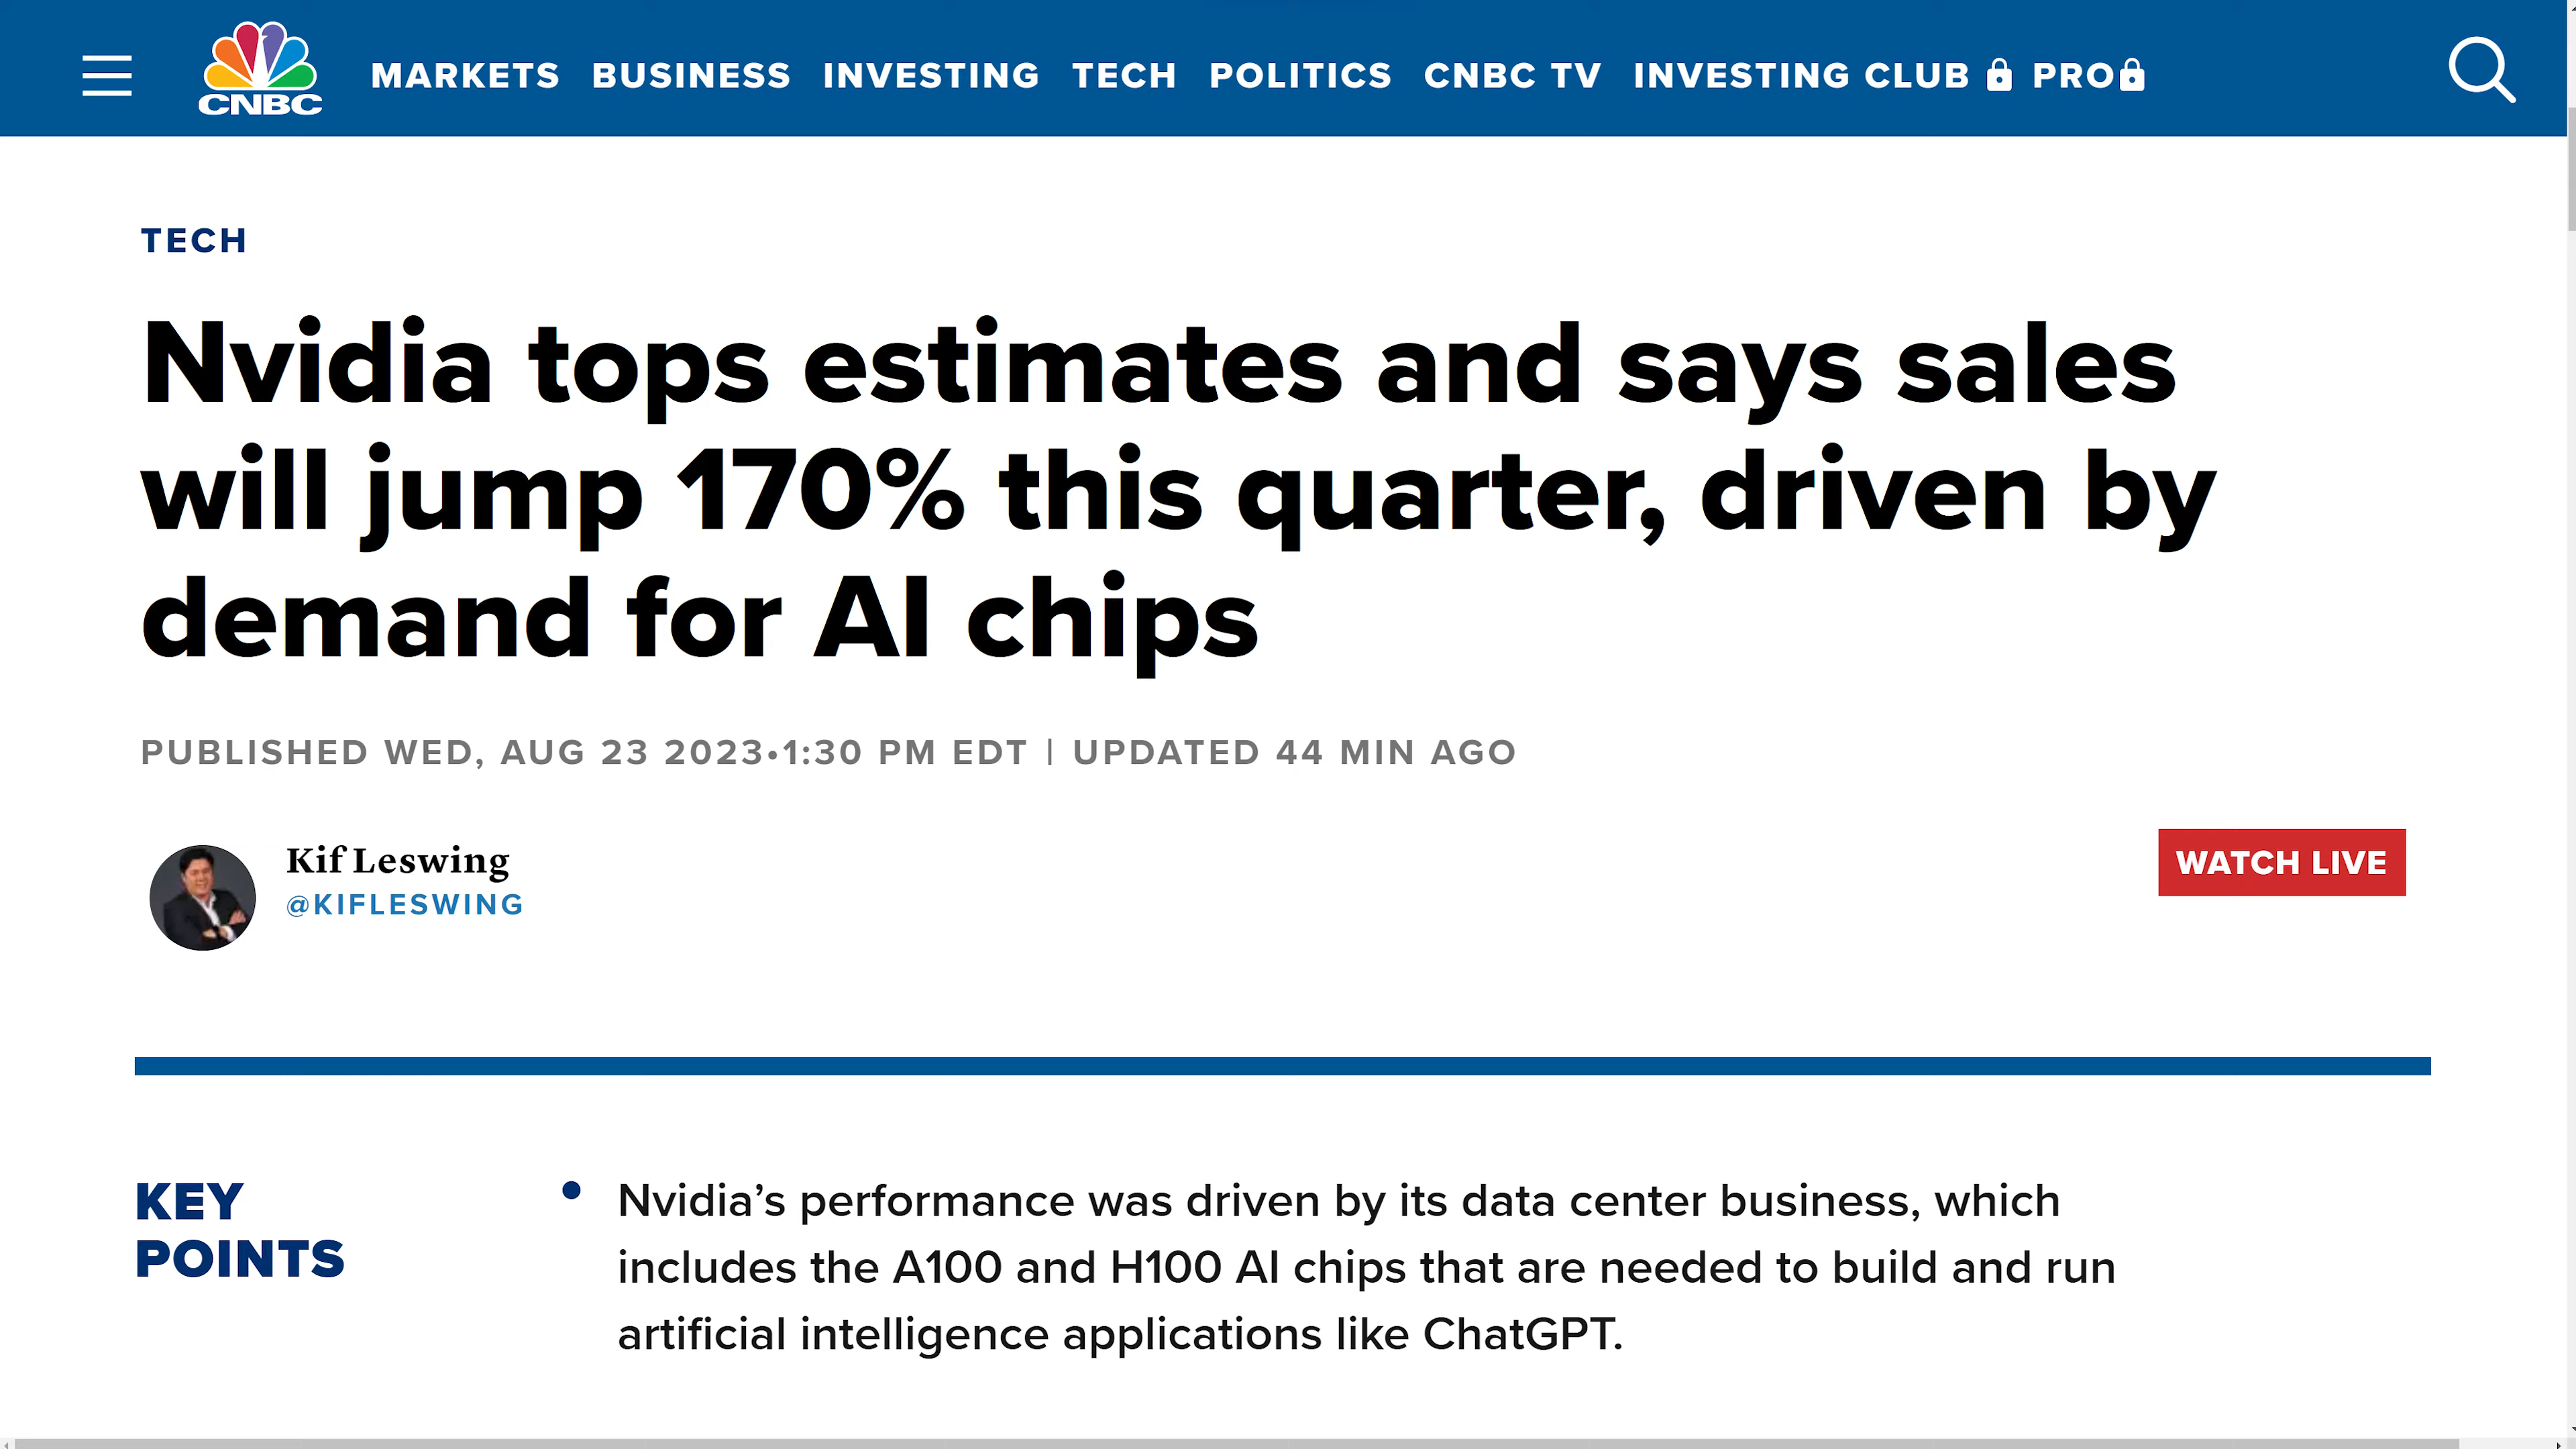 CNBC
MARKETS BUSINESS INVESTING TECH POLITICS CNBC TV INVESTING CLUB PRO
TECH
Nvidia tops estimates and says sales
will jump 170% this quarter, driven by
demand for AI chips
PUBLISHED WED, AUG 23 2023•1:30 PM EDT | UPDATED 44 MIN AGO
Kif Leswing
@KIFLESWING
WATCH LIVE
KEY
POINTS
• Nvidia’s performance was driven by its data center business, which
includes the A100 and H100 AI chips that are needed to build and run
artificial intelligence applications like ChatGPT.